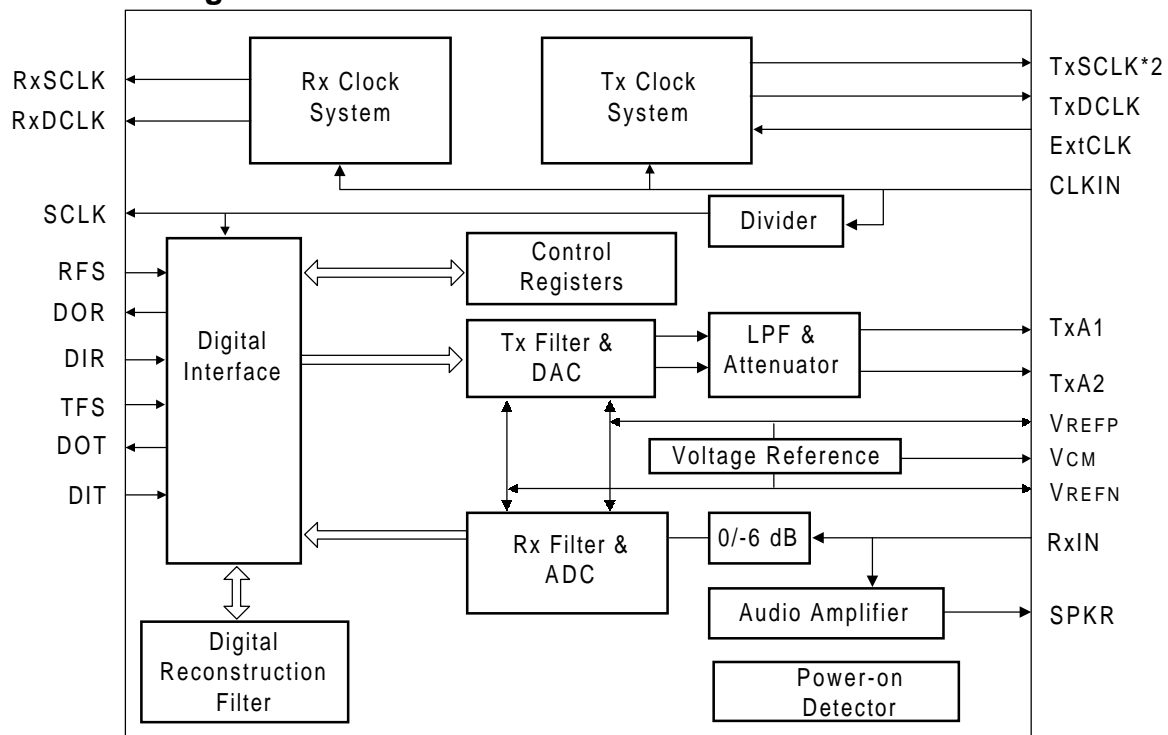 RxSCLK
RxDCLK
Rx Clock
System
Tx Clock
System
TxSCLK*2
TxDCLK
ExtCLK
CLKIN
SCLK
Divider
RFS
DOR
DIR
TFS
DOT
DIT
Digital
Interface
Control
Registers
Tx Filter &
DAC
LPF &
Attenuator
TxA1
TxA2
VREFP
Voltage Reference
VCM
VREFN
Rx Filter &
ADC
0/-6 dB
RxIN
Audio Amplifier
SPKR
Digital
Reconstruction
Filter
Power-on
Detector